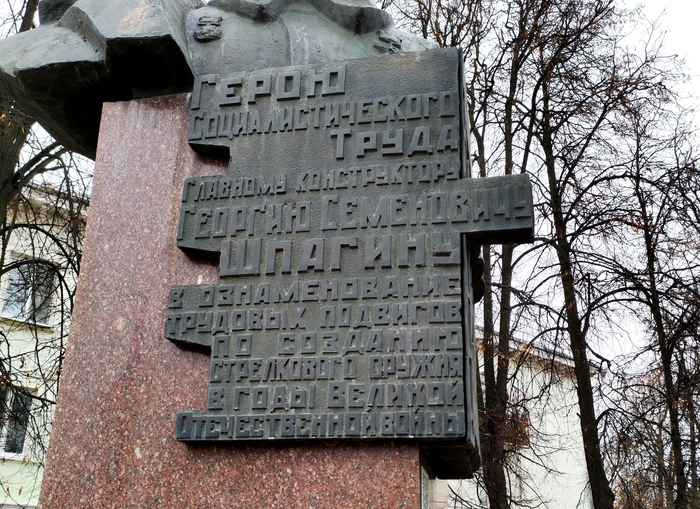 ГЕРОЮ
СОЦИАЛИСТИЧЕСКОГО
ТРУДА
ГЛАВНОМУ КОНСТРУКТОРУ
ГЕОРГИЮ СЕМЕНОВИЧУ
ШПАГИНУ
В ОЗНАМЕНОВАНИЕ
ТРУДОВЫХ ПОДВИГОВ
ПО СОЗДАНИЮ
СТРЕЛКОВОГО ОРУЖИЯ
В ГОДЫ ВЕЛИКОЙ
ОТЕЧЕСТВЕННОЙ ВОЙНЫ